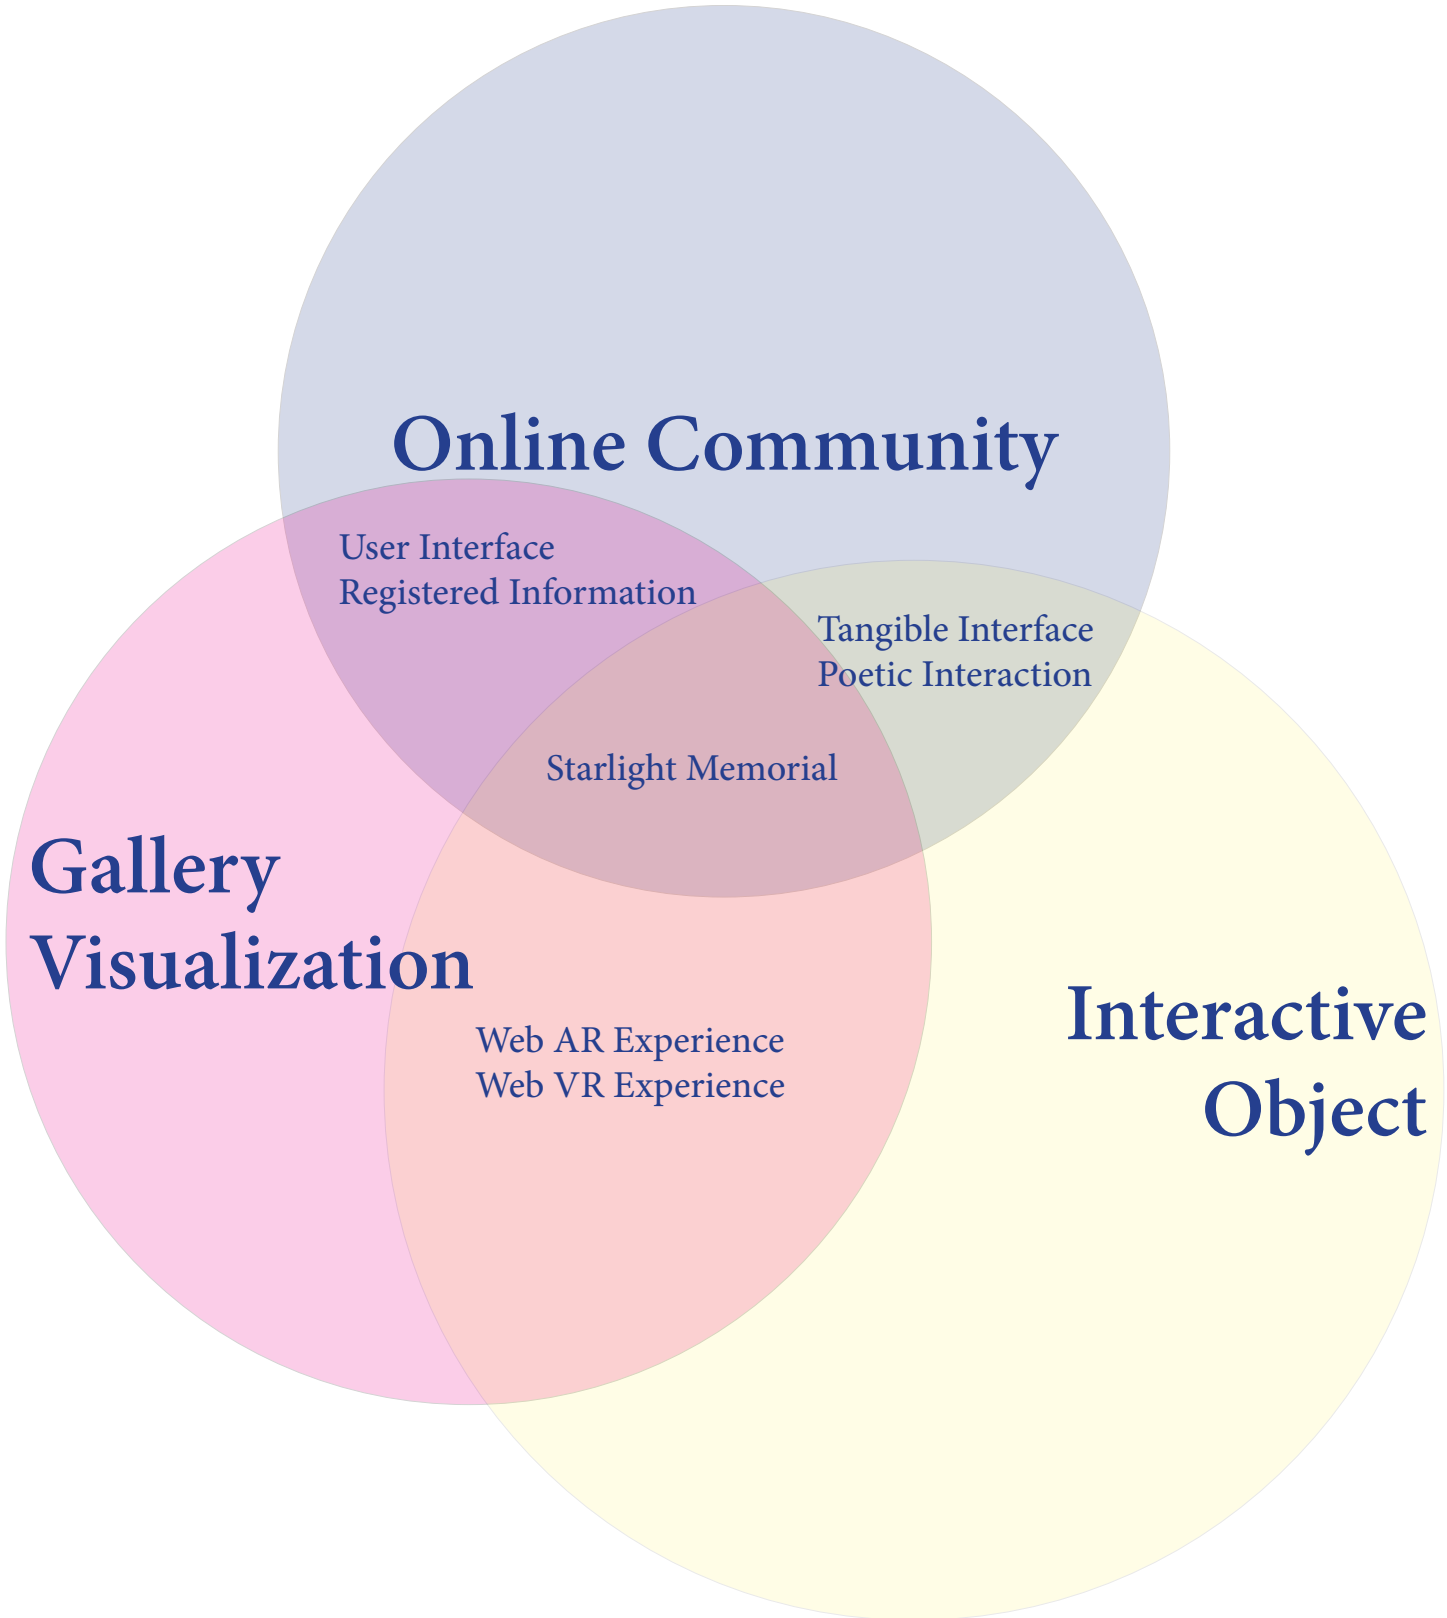 Online Community
User Interface
Registered Information
Tangible Interface
Poetic Interaction
Starlight Memorial
Gallery
Visualization
Web AR Experience
Web VR Experience
Interactive
Object